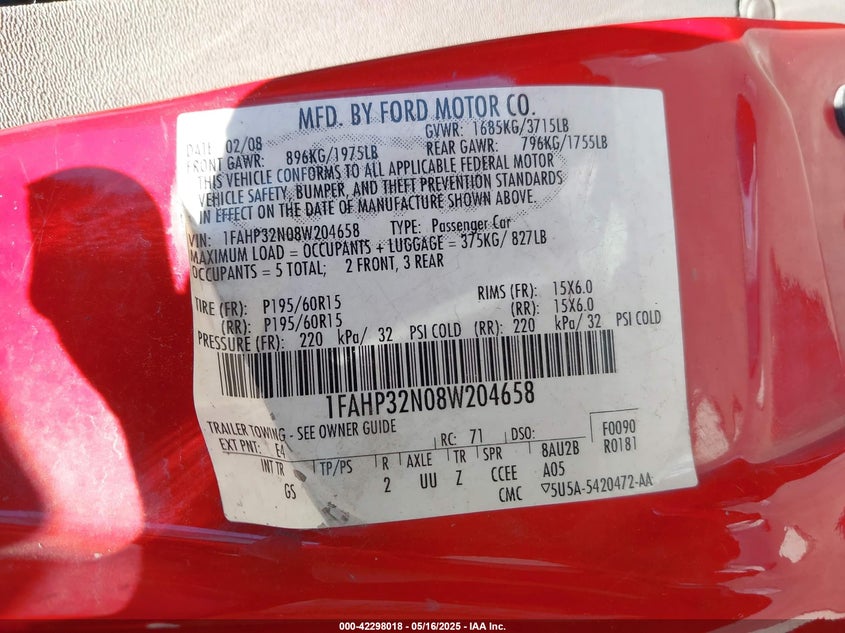 MFD. BY FORD MOTOR CO.
DATE 02/08 GVWR: 1685KG/3715LB
FRONT GAWR: 896KG/1975LB REAR GAWR: 796KG/1755LB
THIS VEHICLE CONFORMS TO ALL APPLICABLE FEDERAL MOTOR
VEHICLE SAFETY, BUMPER, AND THEFT PREVENTION STANDARDS
IN EFFECT ON THE DATE OF MANUFACTURE SHOWN ABOVE.
VIN: 1FAHP32N08W204658 TYPE: Passenger Car
MAXIMUM LOAD = OCCUPANTS + LUGGAGE = 375KG/ 827LB
OCCUPANTS = 5 TOTAL; 2 FRONT, 3 REAR
TIRE (FR): P195/60R15 RIMS (FR): 15X6.0
(RR): P195/60R15 (RR): 15X6.0
PRESSURE (FR): 220 kPa/ 32 PSI COLD (RR): 220 kPa/ 32 PSI COLD
1FAHP32N08W204658
TRAILER TOWING - SEE OWNER GUIDE
EXT PNT: E4 RC: 71 DSO: F0090
R0181
INT TR TP/PS R AXLE TR SPR 8AU2B
GS 2 UU Z CCEE A05
CMC ▽5U5A-5420472-AA
000-42298018 - 05/16/2025 - IAA Inc.